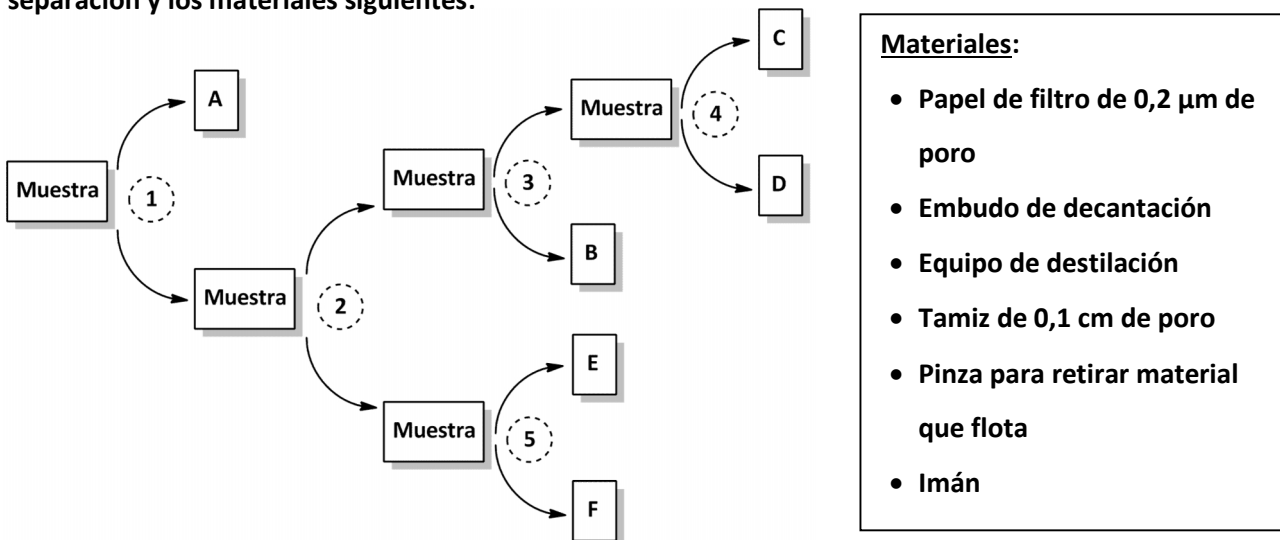 separación y los materiales siguientes:
C
A
Muestra
4
Muestra
3
D
Muestra
1
B
Muestra
2
E
Muestra
5
F
Materiales:
• Papel de filtro de 0,2 µm de
poro
• Embudo de decantación
• Equipo de destilación
• Tamiz de 0,1 cm de poro
• Pinza para retirar material
que flota
• Imán